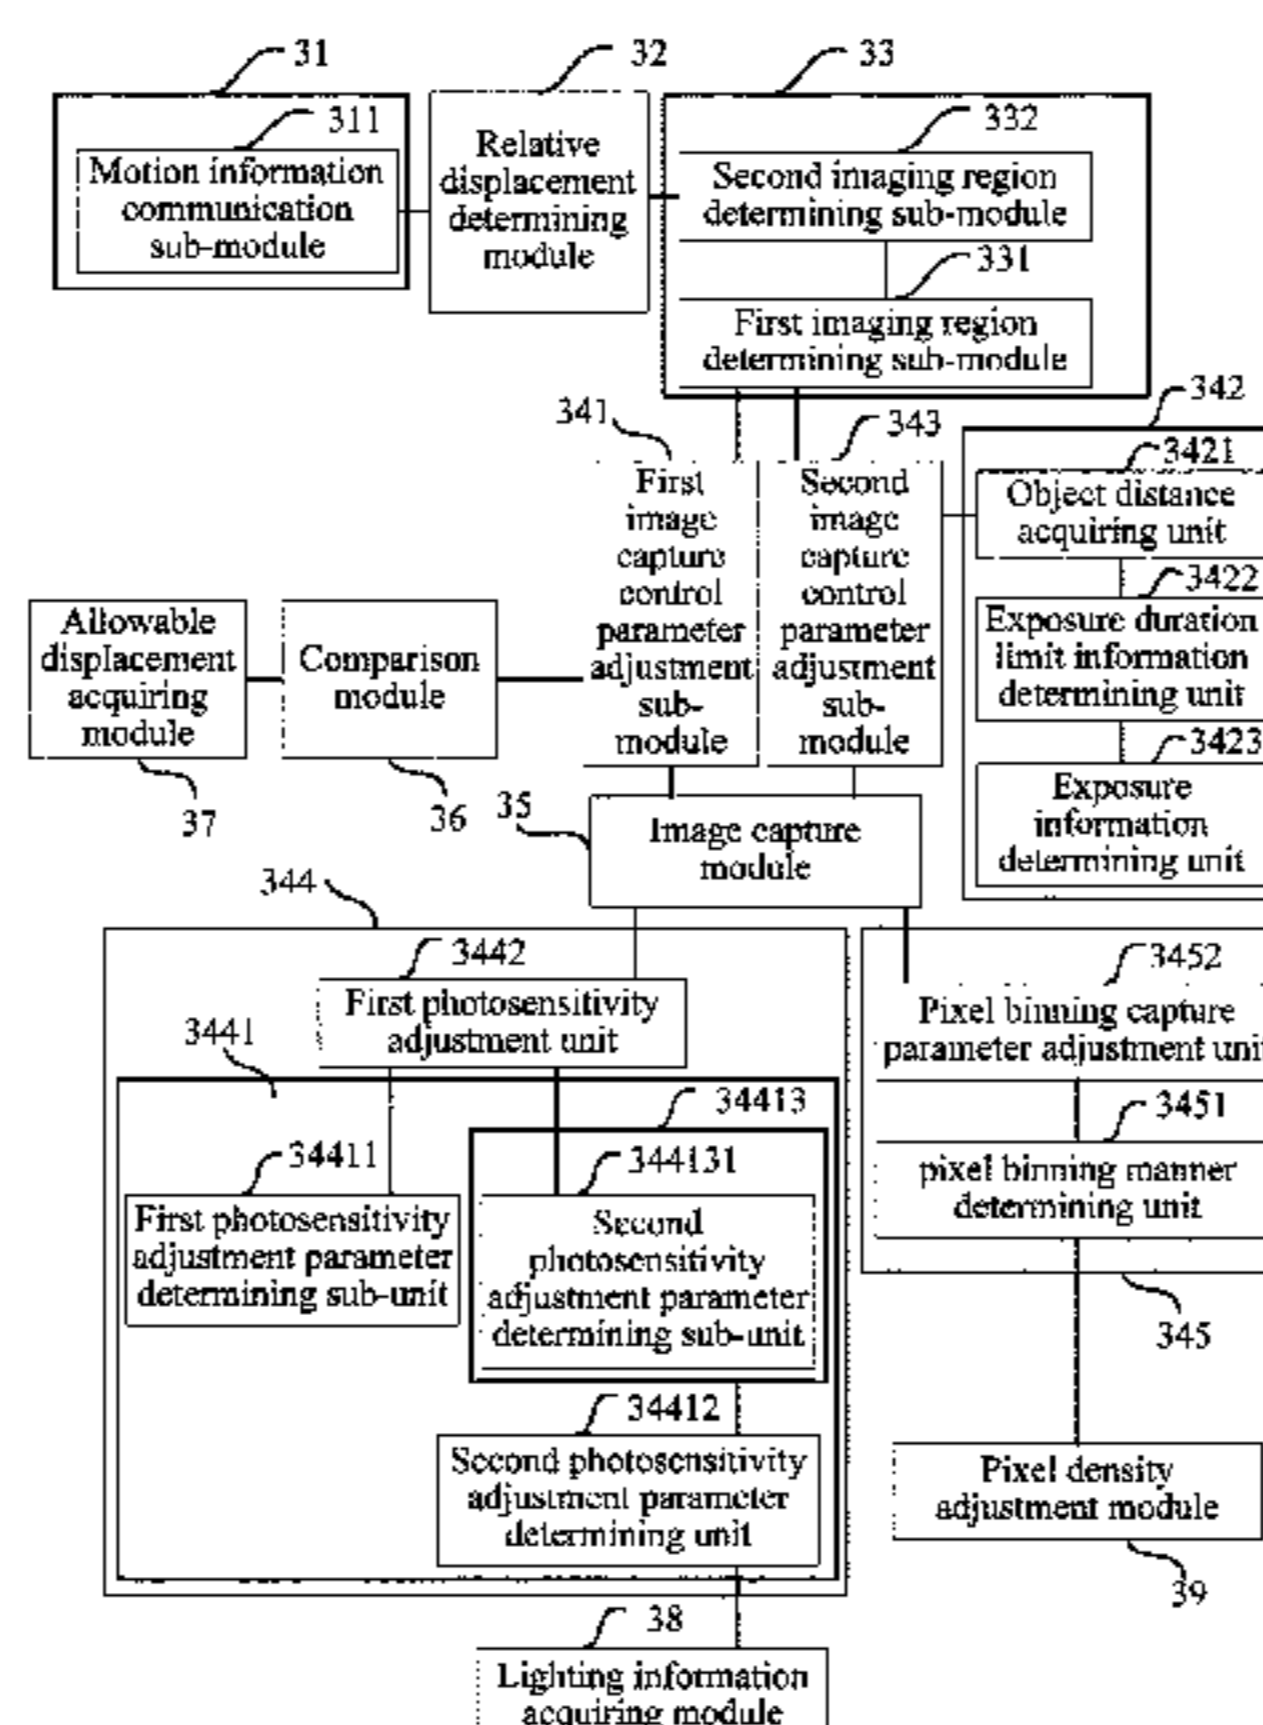 31
311
Motion information
communication
sub-module
32
Relative
displacement
determining
module
33
332
Second imaging region
determining sub-module
331
First imaging region
determining sub-module
341
First
image
capture
control
parameter
adjustment
sub-
module
343
Second
image
capture
control
parameter
adjustment
sub-
module
342
3421
Object distance
acquiring unit
3422
Exposure duration
limit information
determining unit
3423
Exposure
information
determining unit
Allowable
displacement
acquiring
module
37
Comparison
module
36
35
Image capture
module
344
3442
First photosensitivity
adjustment unit
3441
34411
First photosensitivity
adjustment parameter
determining sub-unit
34413
344131
Second
photosensitivity
adjustment parameter
determining sub-unit
34412
Second photosensitivity
adjustment parameter
determining unit
3452
Pixel binning capture
parameter adjustment unit
3451
pixel binning manner
determining unit
345
Pixel density
adjustment module
39
38
Lighting information
acquiring module